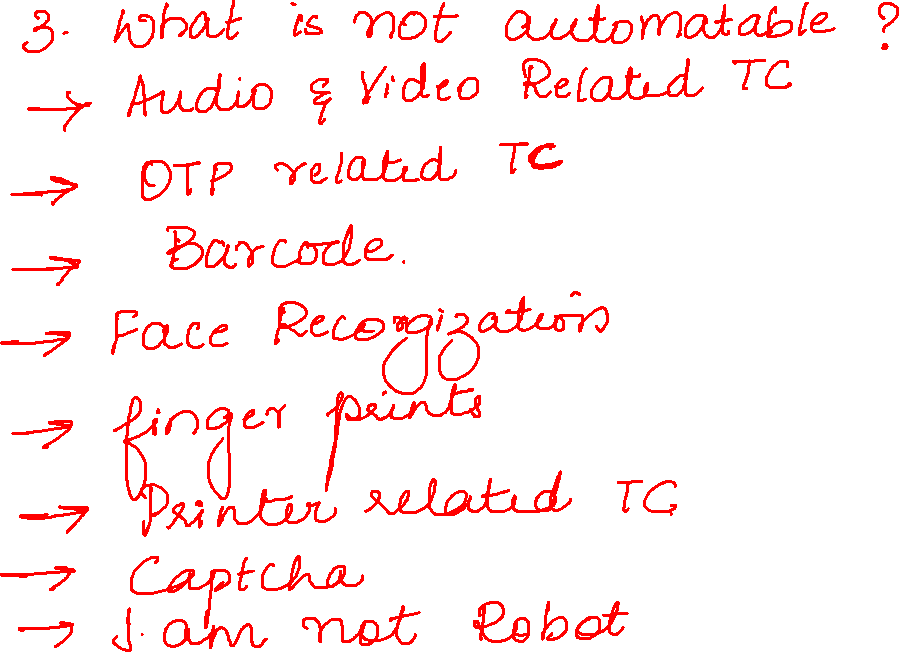 3. What is not automatable ?
→ Audio & Video Related TC
→ OTP related TC
→ Barcode.
→ Face Recorgization
→ finger prints
→ Printer related TC
→ Captcha
→ I. am not Robot